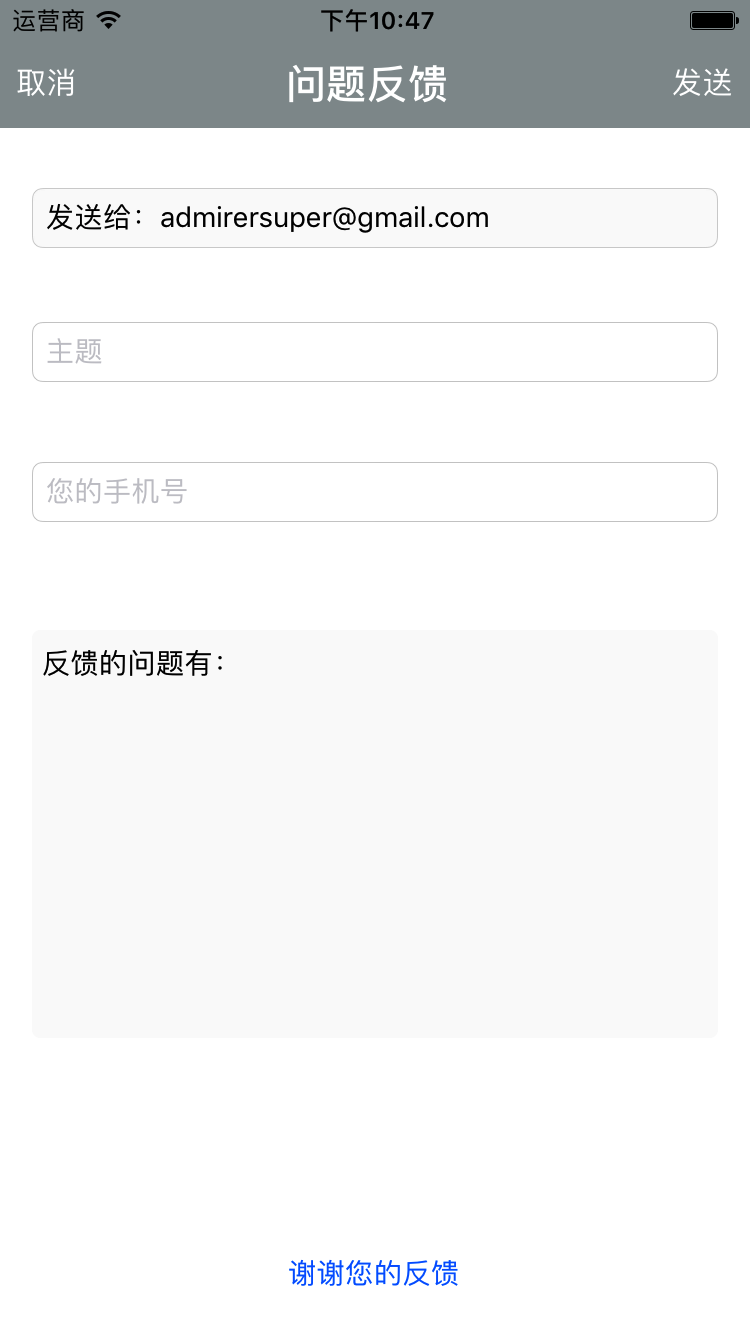 运营商 下午10:47
取消 问题反馈 发送
发送给：admirersuper@gmail.com
主题
您的手机号
反馈的问题有：
谢谢您的反馈